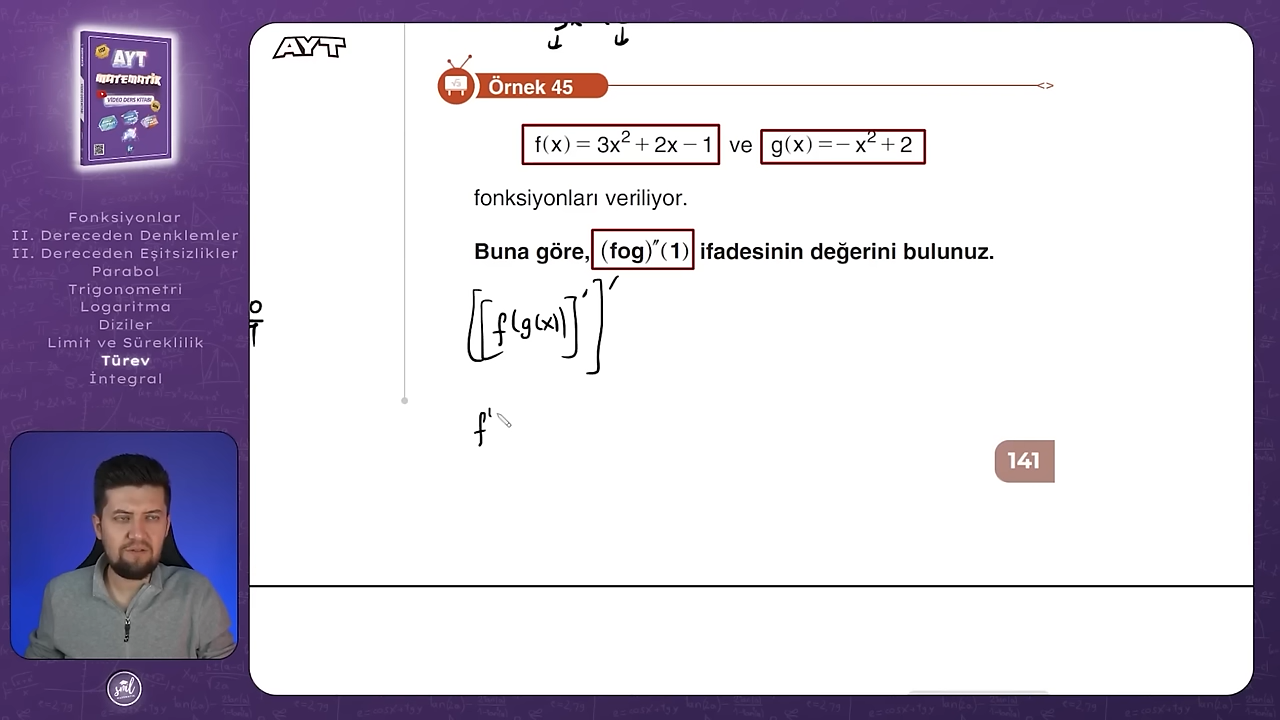 AYT
AYT
MATEMATİK
VİDEO DERS KİTABI
Fonksiyonlar
II. Dereceden Denklemler
II. Dereceden Eşitsizlikler
Parabol
Trigonometri
Logaritma
Diziler
Limit ve Süreklilik
Türev
İntegral
sml
√5
Örnek 45
<>
f(x) = 3x² + 2x − 1 ve g(x) = − x² + 2
fonksiyonları veriliyor.
Buna göre, (fog)″(1) ifadesinin değerini bulunuz.
[[f(g(x))]′]′
f′
141